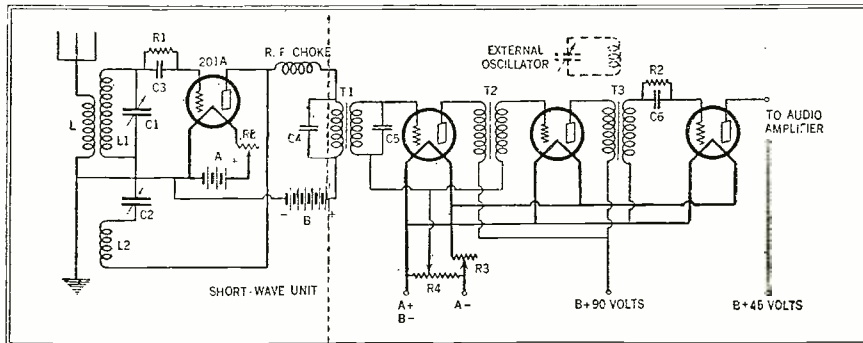 R1
201A
R.F CHOKE
EXTERNAL
OSCILLATOR
C3
L
L1
C1
R6
A
+
C4
T1
C5
T2
T3
R2
C6
TO AUDIO
AMPLIFIER
C2
L2
-
B
+
R3
R4
SHORT-WAVE UNIT
A+
B-
A-
B+90 VOLTS
B+45 VOLTS